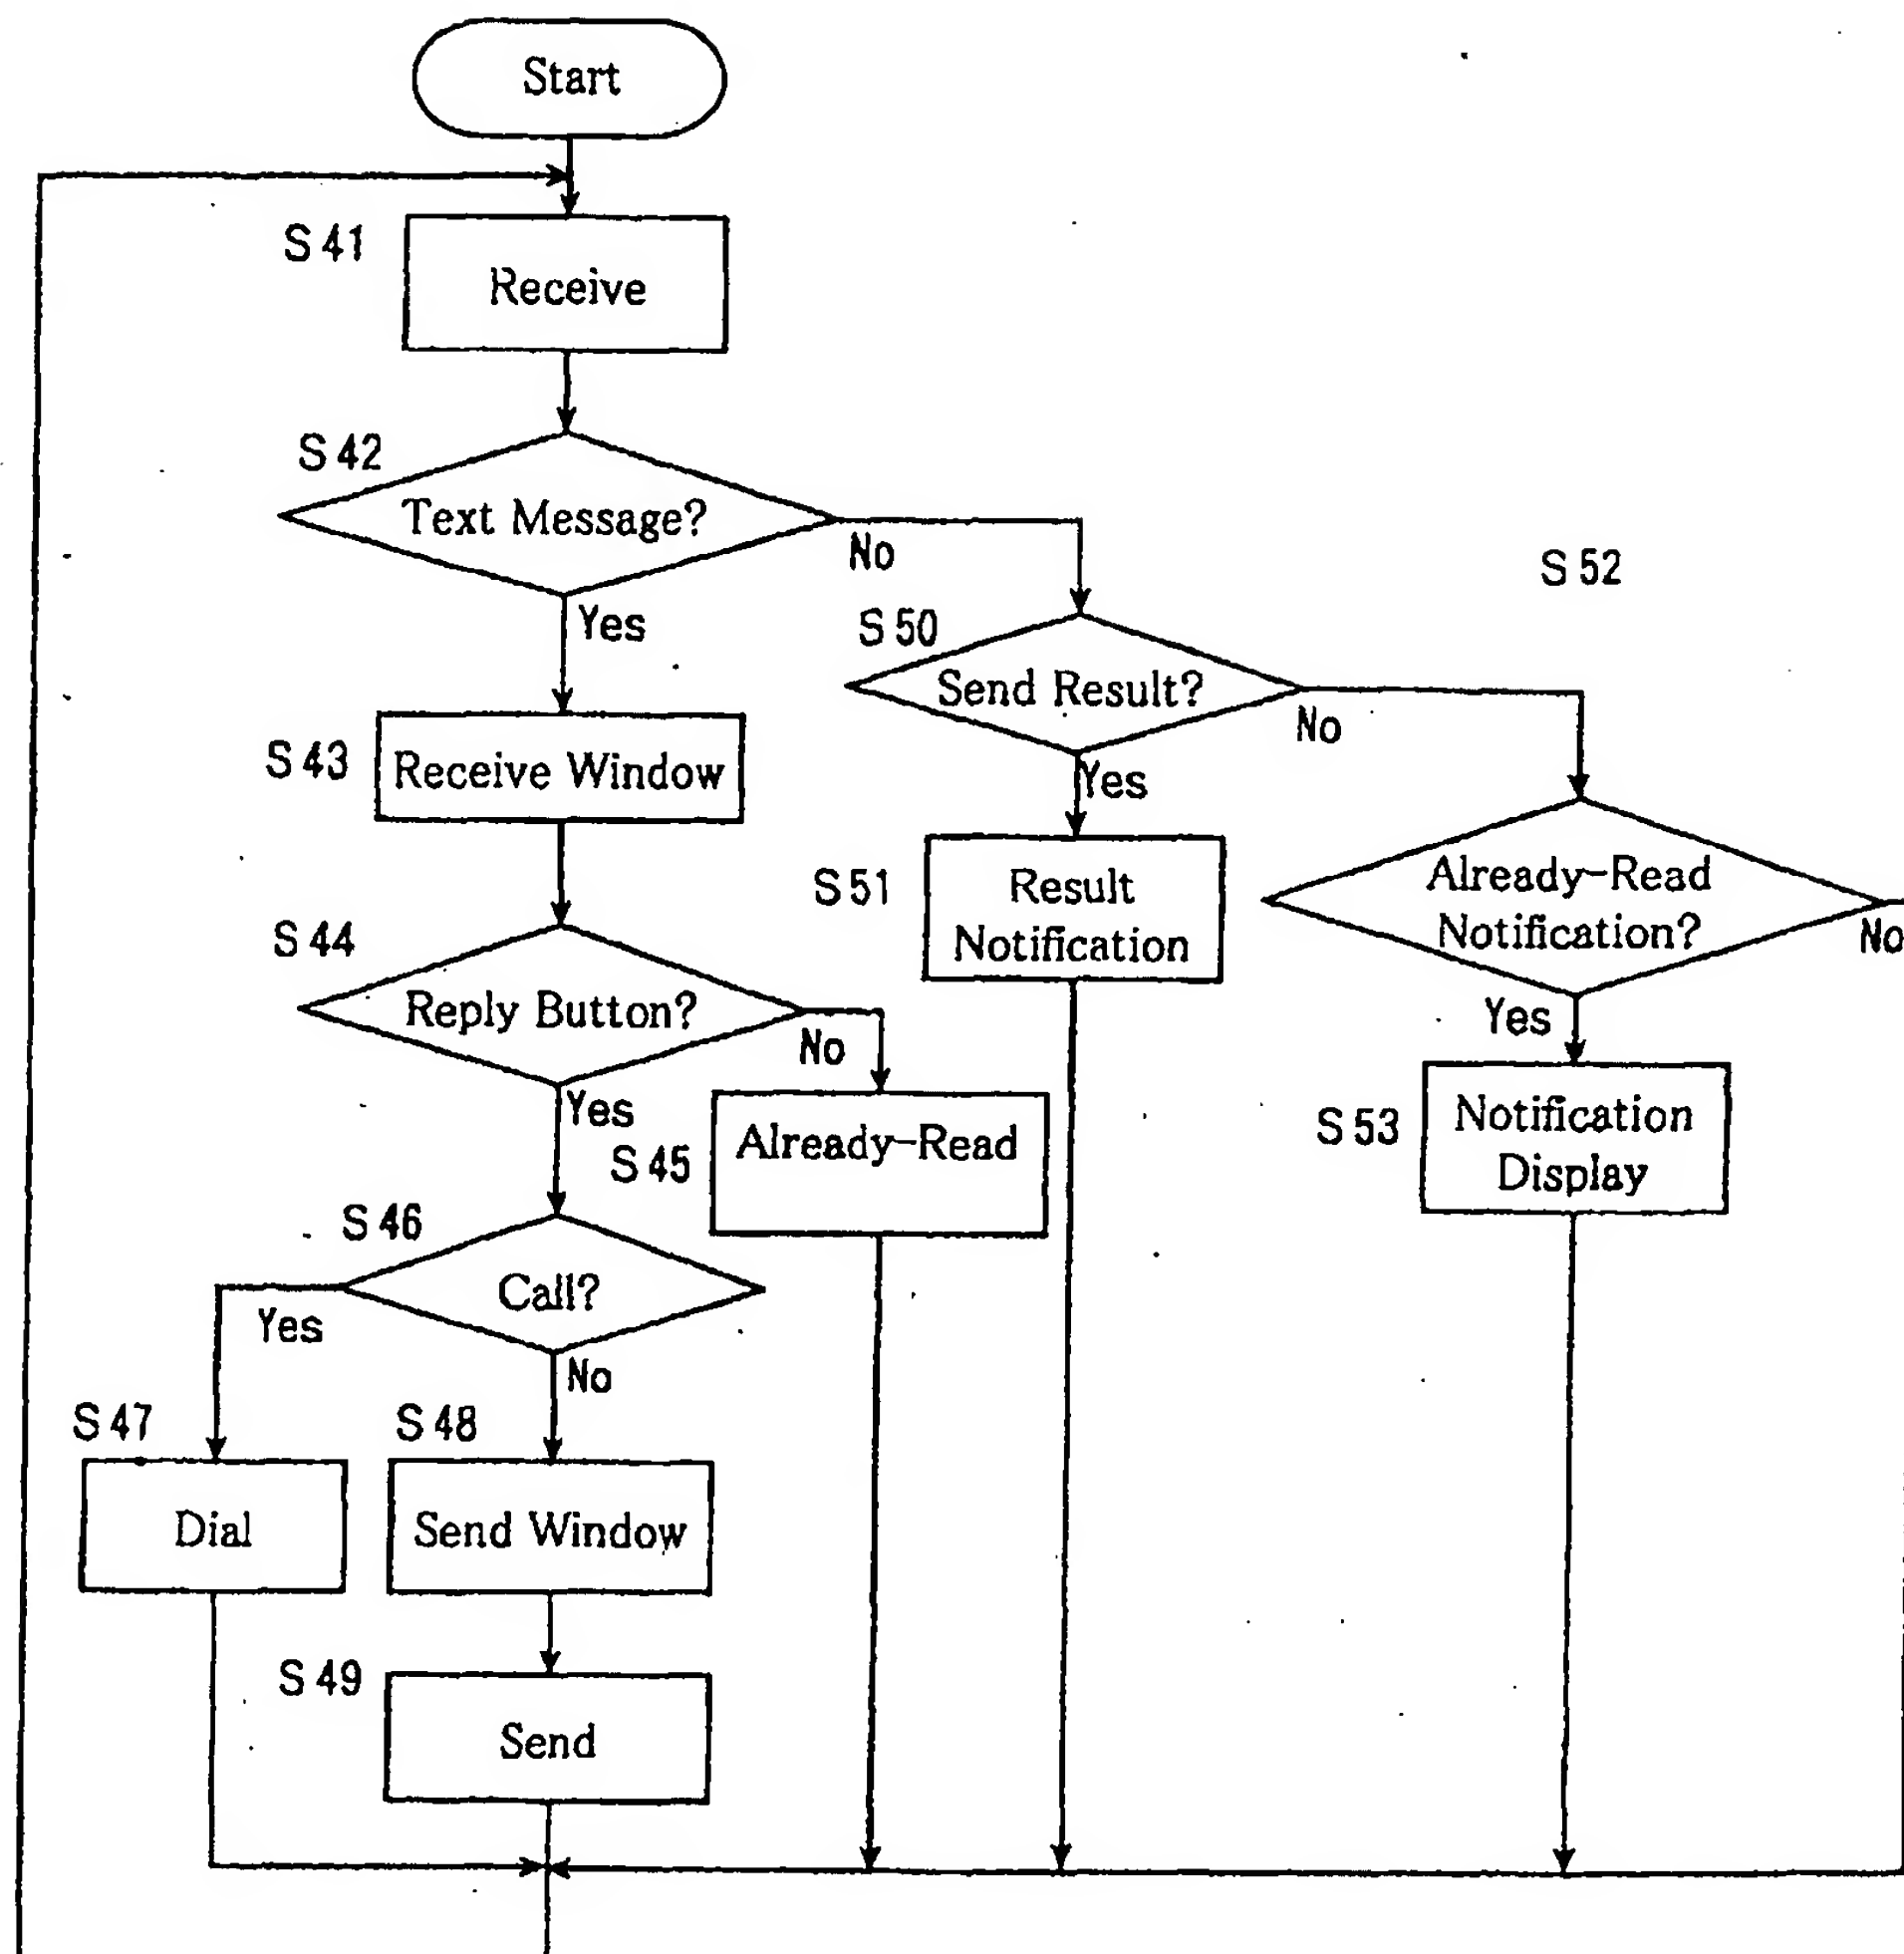 Start
S 41
Receive
S 42
Text Message?
No
Yes
S 52
S 50
Send Result?
No
Yes
S 43
Receive Window
S 51
Result
Notification
Already-Read
Notification?
No
Yes
S 44
Reply Button?
No
Yes
S 45
Already-Read
S 53
Notification
Display
S 46
Call?
Yes
No
S 47
S 48
Dial
Send Window
S 49
Send